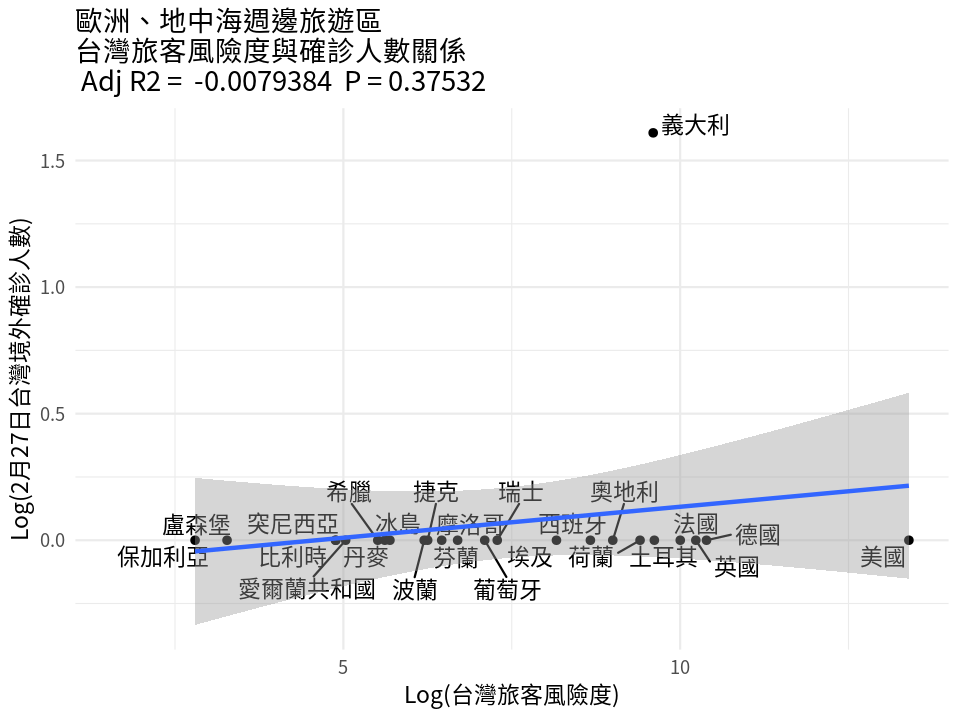 歐洲、地中海週邊旅遊區
台灣旅客風險度與確診人數關係
Adj R2 = -0.0079384 P = 0.37532
Log(2月27日台灣境外確診人數)
1.5
1.0
0.5
0.0
義大利
希臘
捷克
瑞士
奧地利
盧森堡
突尼西亞
冰島
摩洛哥
西班牙
法國
德國
保加利亞
比利時
丹麥
芬蘭
埃及
荷蘭
土耳其
英國
美國
愛爾蘭共和國
波蘭
葡萄牙
5
10
Log(台灣旅客風險度)